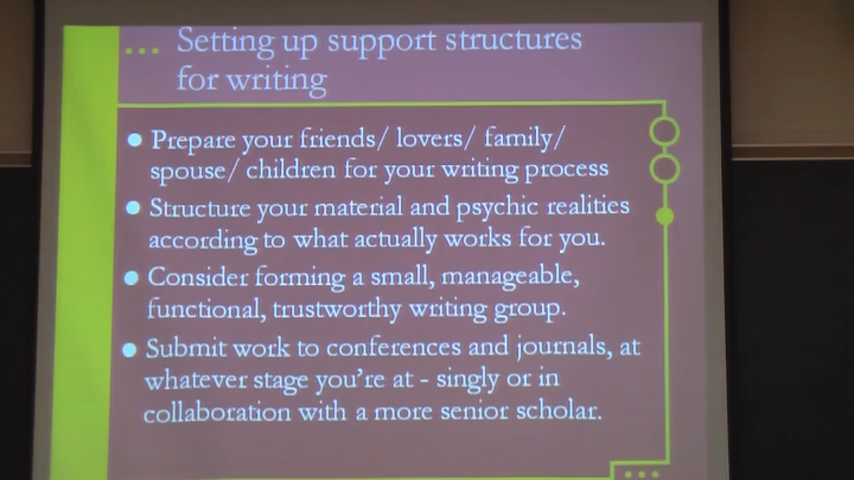 Setting up support structures
for writing
● Prepare your friends/ lovers/ family/
spouse/ children for your writing process
● Structure your material and psychic realities
according to what actually works for you.
● Consider forming a small, manageable,
functional, trustworthy writing group.
● Submit work to conferences and journals, at
whatever stage you're at - singly or in
collaboration with a more senior scholar.